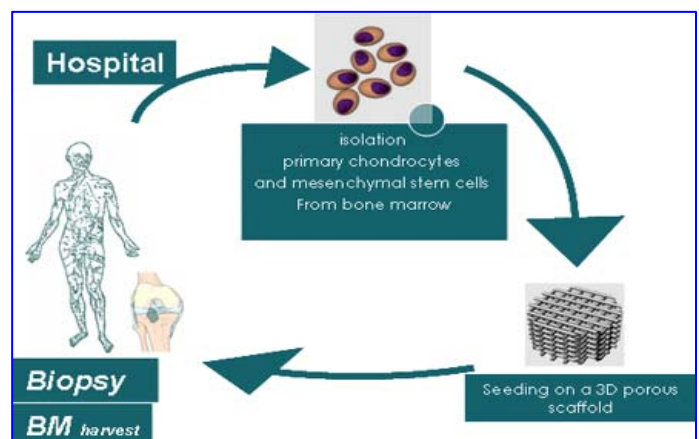 Hospital
isolation
primary chondrocytes
and mesenchymal stem cells
From bone marrow
Seeding on a 3D porous
scaffold
Biopsy
BM harvest